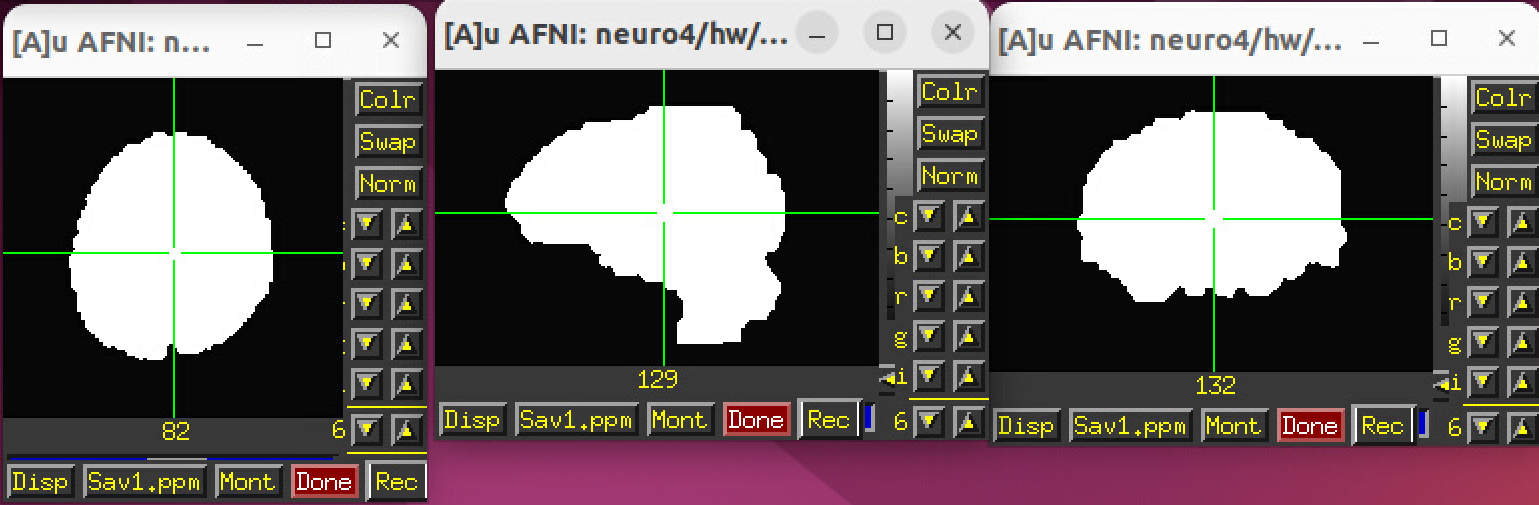 [A]u AFNI: n...
Colr
Swap
Norm
82
6
Disp
Sav1.ppm
Mont
Done
Rec
[A]u AFNI: neuro4/hw/...
Colr
Swap
Norm
c
b
r
g
i
129
6
Disp
Sav1.ppm
Mont
Done
Rec
[A]u AFNI: neuro4/hw/...
Colr
Swap
Norm
c
b
r
g
i
132
6
Disp
Sav1.ppm
Mont
Done
Rec